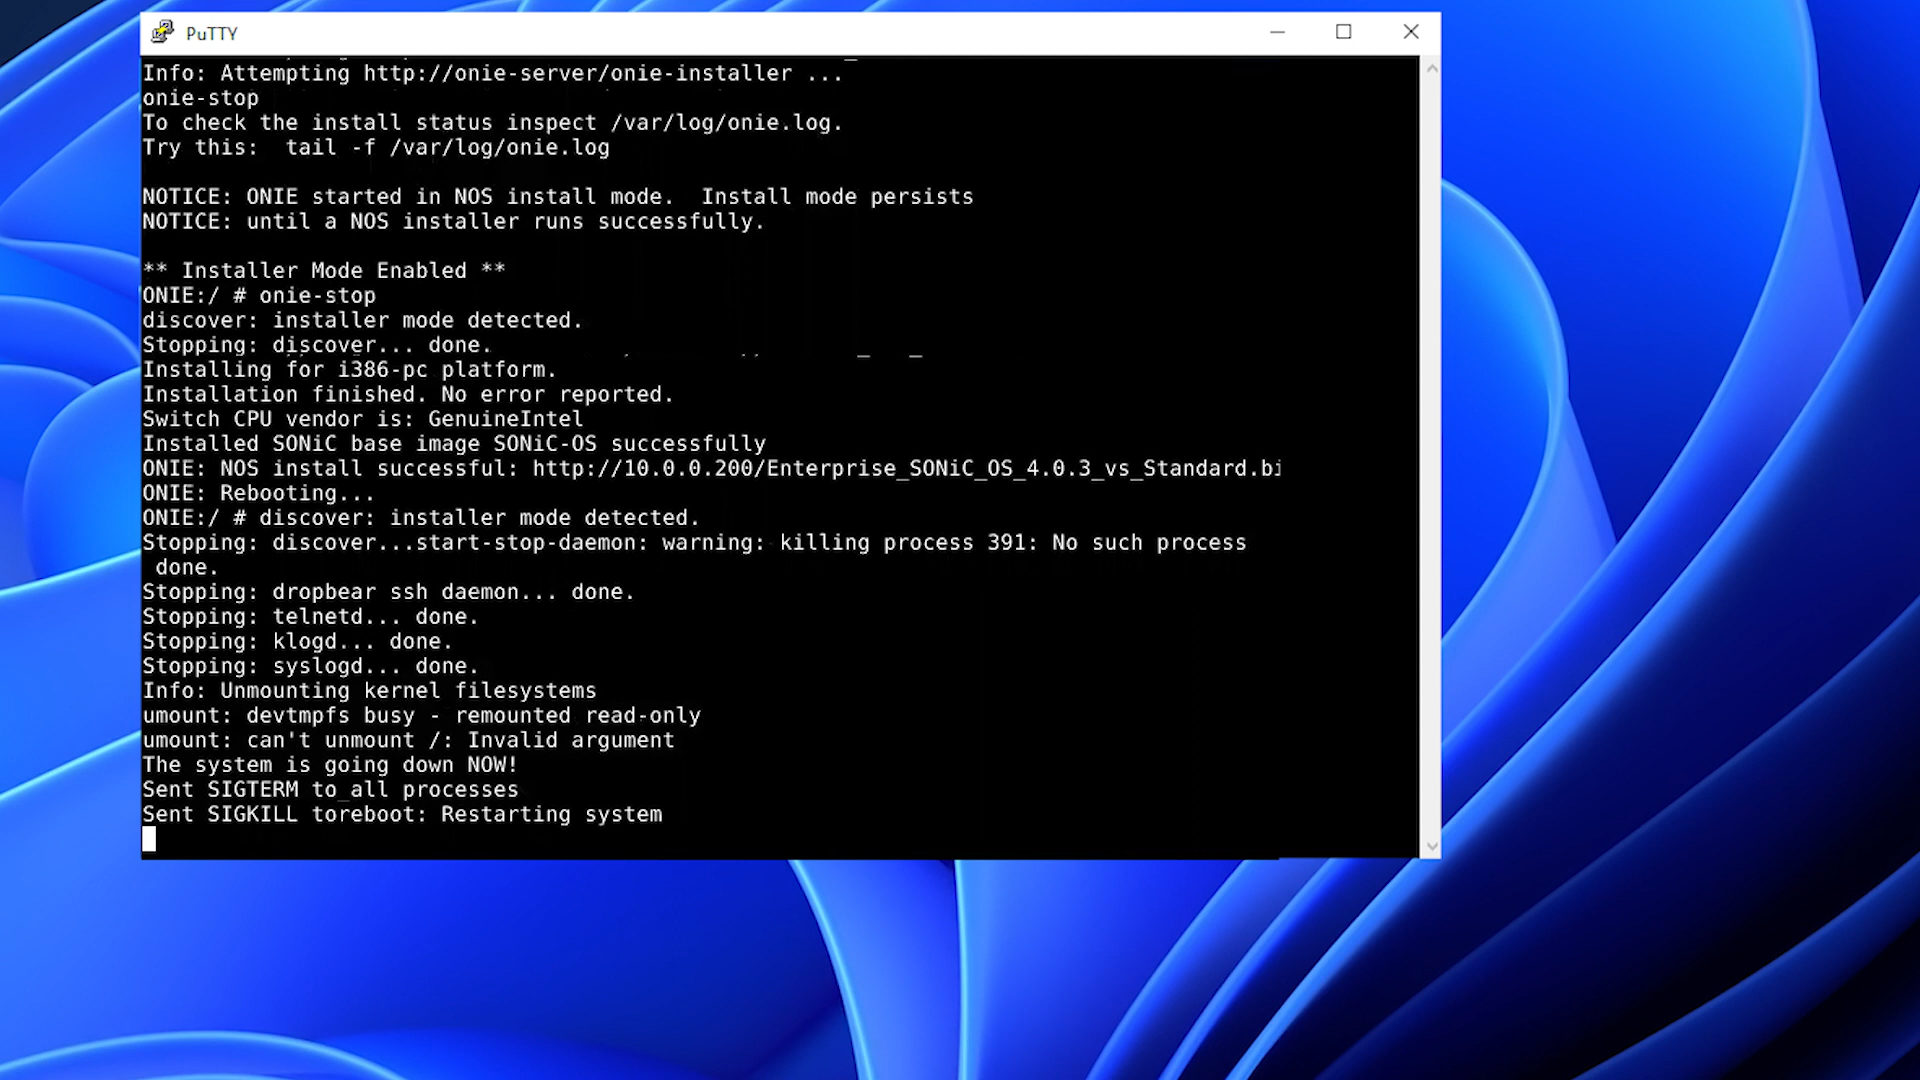 PuTTY
Info: Attempting http://onie-server/onie-installer ...
onie-stop
To check the install status inspect /var/log/onie.log.
Try this:  tail -f /var/log/onie.log
NOTICE: ONIE started in NOS install mode.  Install mode persists
NOTICE: until a NOS installer runs successfully.
** Installer Mode Enabled **
ONIE:/ # onie-stop
discover: installer mode detected.
Stopping: discover... done.
Installing for i386-pc platform.
Installation finished. No error reported.
Switch CPU vendor is: GenuineIntel
Installed SONiC base image SONiC-OS successfully
ONIE: NOS install successful: http://10.0.0.200/Enterprise_SONiC_OS_4.0.3_vs_Standard.bi
ONIE: Rebooting...
ONIE:/ # discover: installer mode detected.
Stopping: discover...start-stop-daemon: warning: killing process 391: No such process
 done.
Stopping: dropbear ssh daemon... done.
Stopping: telnetd... done.
Stopping: klogd... done.
Stopping: syslogd... done.
Info: Unmounting kernel filesystems
umount: devtmpfs busy - remounted read-only
umount: can't unmount /: Invalid argument
The system is going down NOW!
Sent SIGTERM to all processes
Sent SIGKILL toreboot: Restarting system